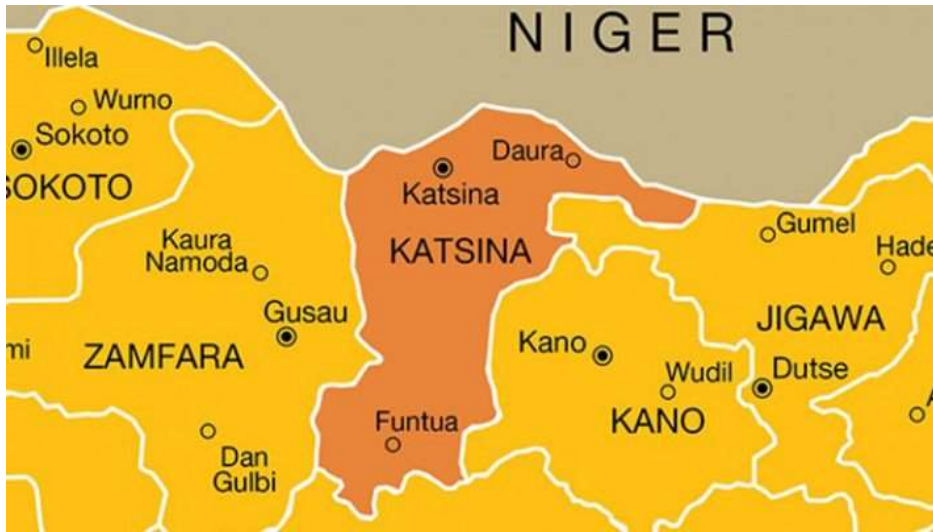 NIGER
Illela
Wurno
Sokoto
SOKOTO
Daura
Katsina
KATSINA
Kaura
Namoda
Gusau
ZAMFARA
Dan
Gulbi
Funtua
Gumel
Hade
JIGAWA
Kano
Wudil
Dutse
KANO
mi
A